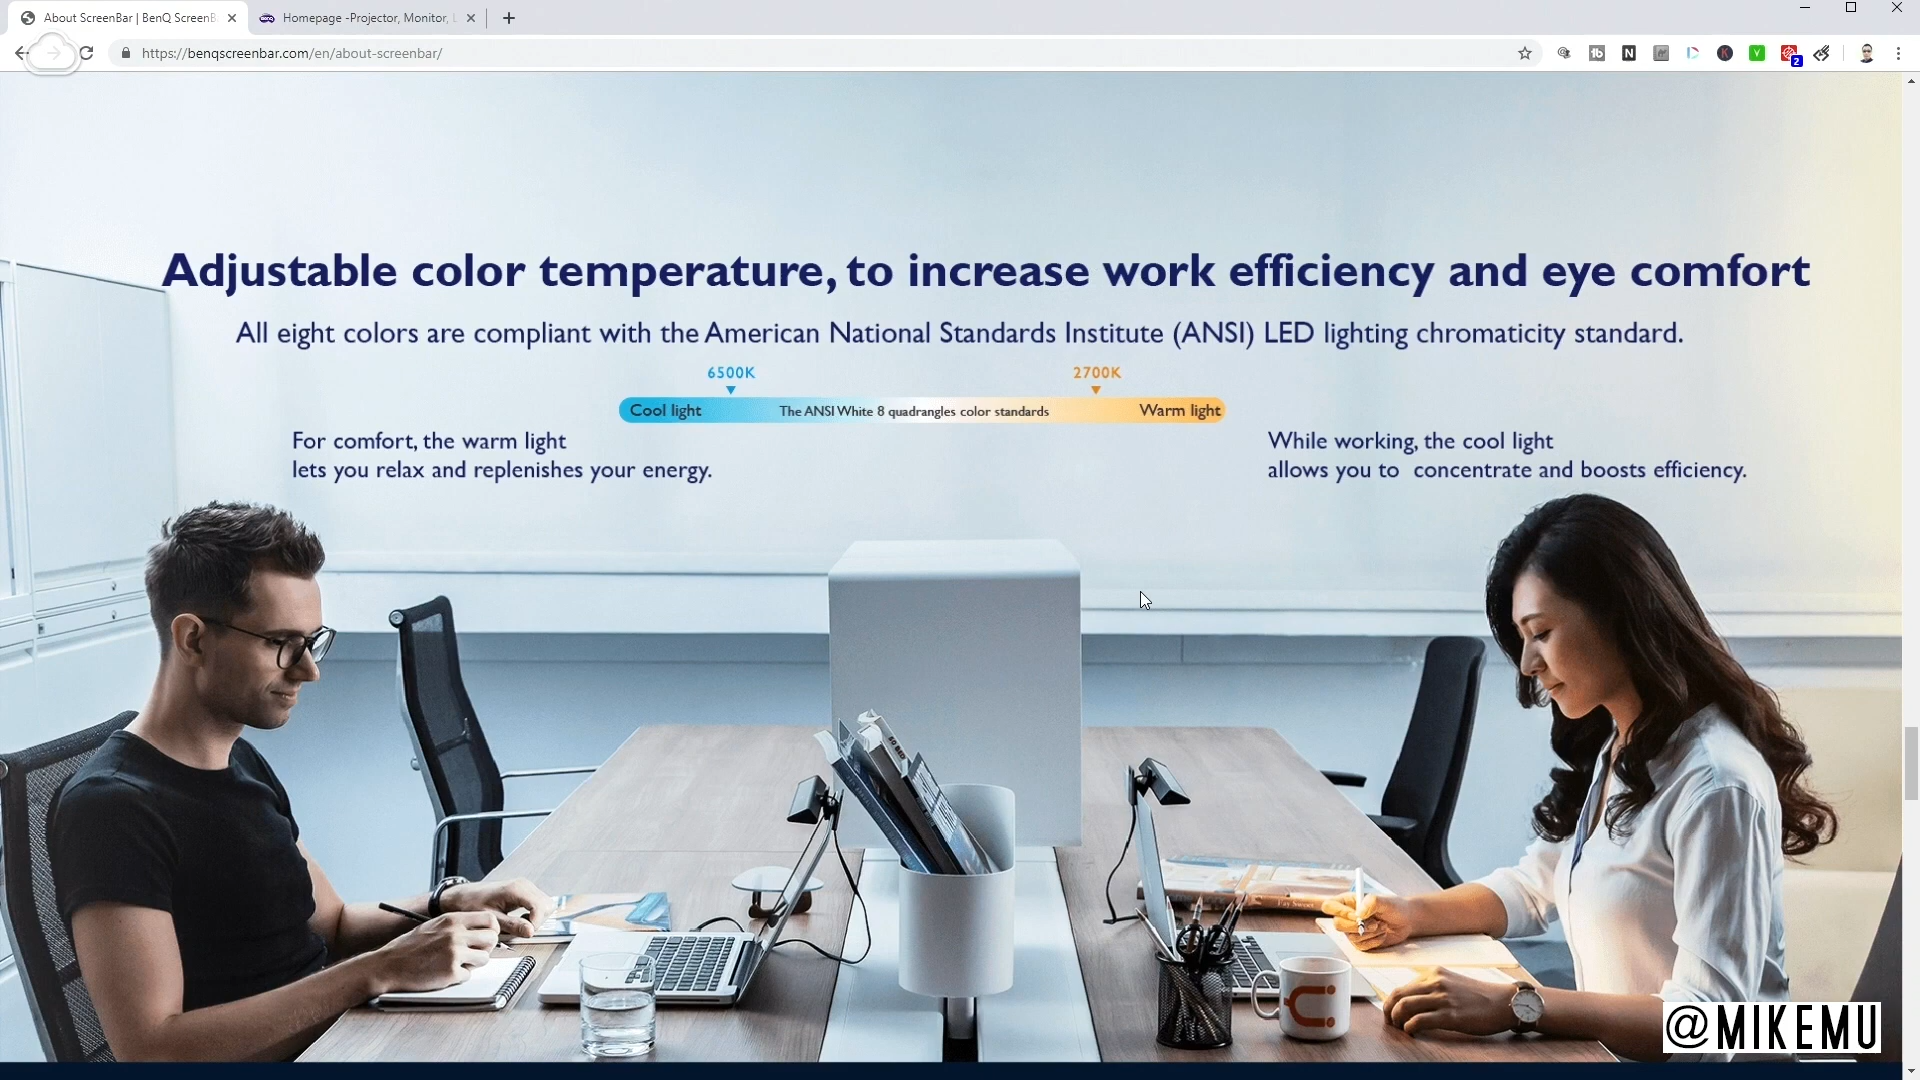 About ScreenBar | BenQ ScreenB
Homepage -Projector, Monitor, L
https://benqscreenbar.com/en/about-screenbar/
2
Adjustable color temperature, to increase work efficiency and eye comfort
All eight colors are compliant with the American National Standards Institute (ANSI) LED lighting chromaticity standard.
6500K
2700K
Cool light
The ANSI White 8 quadrangles color standards
Warm light
For comfort, the warm light
lets you relax and replenishes your energy.
While working, the cool light
allows you to concentrate and boosts efficiency.
@MIKEMU